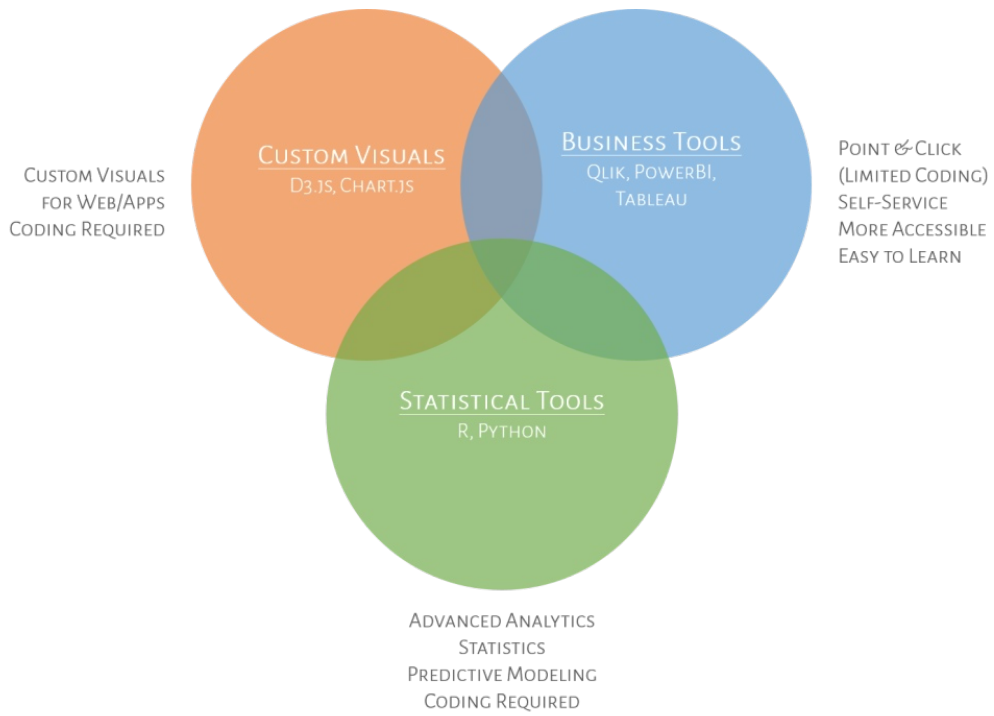 Custom Visuals
D3.js, Chart.js
Business Tools
Qlik, PowerBI,
Tableau
Custom Visuals
for Web/Apps
Coding Required
Point & Click
(Limited Coding)
Self-Service
More Accessible
Easy to Learn
Statistical Tools
R, Python
Advanced Analytics
Statistics
Predictive Modeling
Coding Required